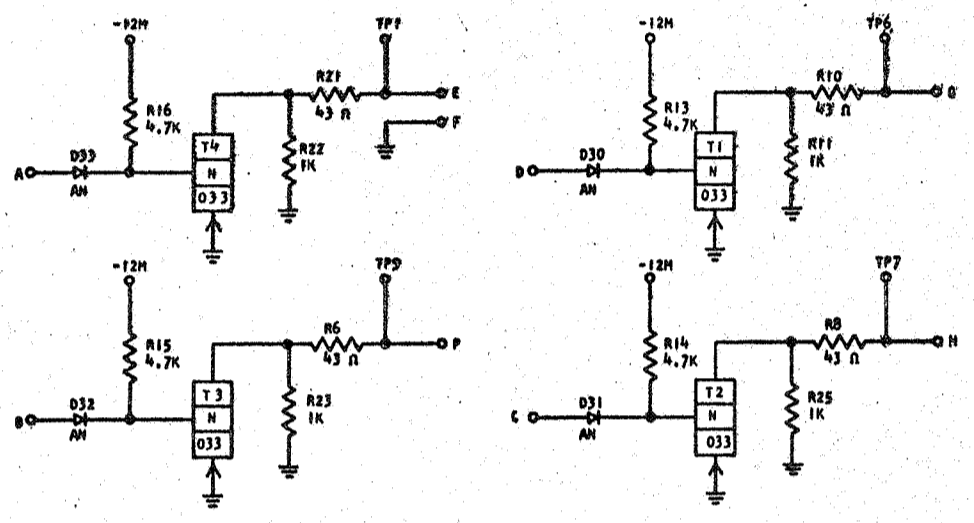 -12M
TP7
R21
43 Ω
E
F
R16
4.7K
R22
1K
D33
AN
A
T4
N
033
-12M
TP6
R10
43 Ω
R13
4.7K
R11
1K
D30
AN
D
T1
N
033
-12M
TP9
R6
43 Ω
P
R15
4.7K
R23
1K
D32
AN
B
T3
N
033
-12M
TP7
R8
43 Ω
H
R14
4.7K
R25
1K
D31
AN
C
T2
N
033